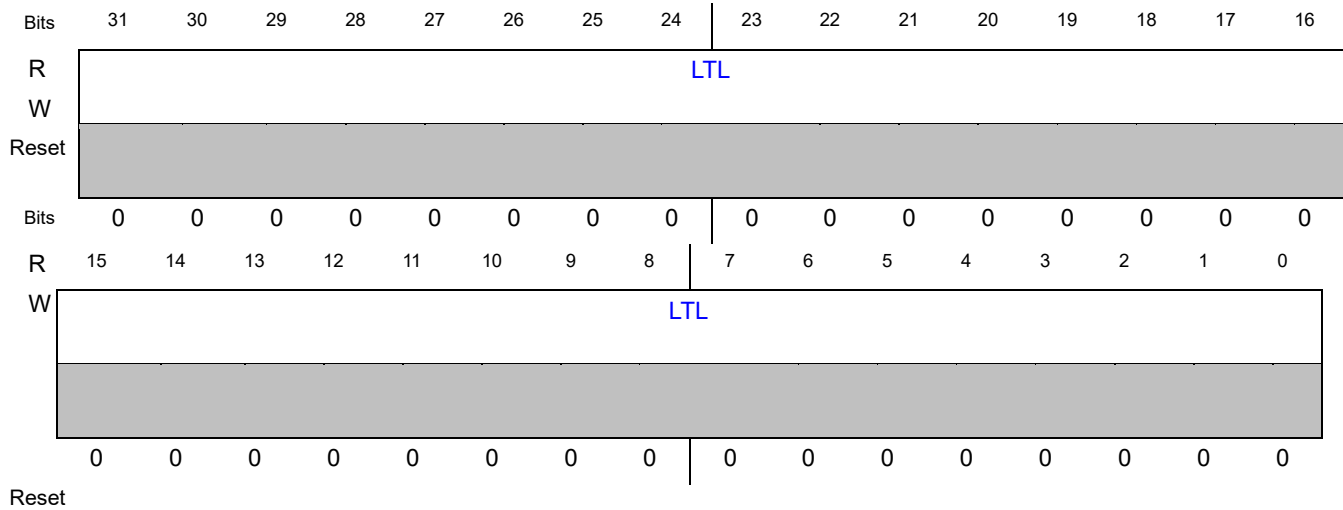 Bits 31 30 29 28 27 26 25 24 23 22 21 20 19 18 17 16
R LTL
W
Reset
Bits 0 0 0 0 0 0 0 0 0 0 0 0 0 0 0 0
R 15 14 13 12 11 10 9 8 7 6 5 4 3 2 1 0
W LTL
0 0 0 0 0 0 0 0 0 0 0 0 0 0 0 0
Reset